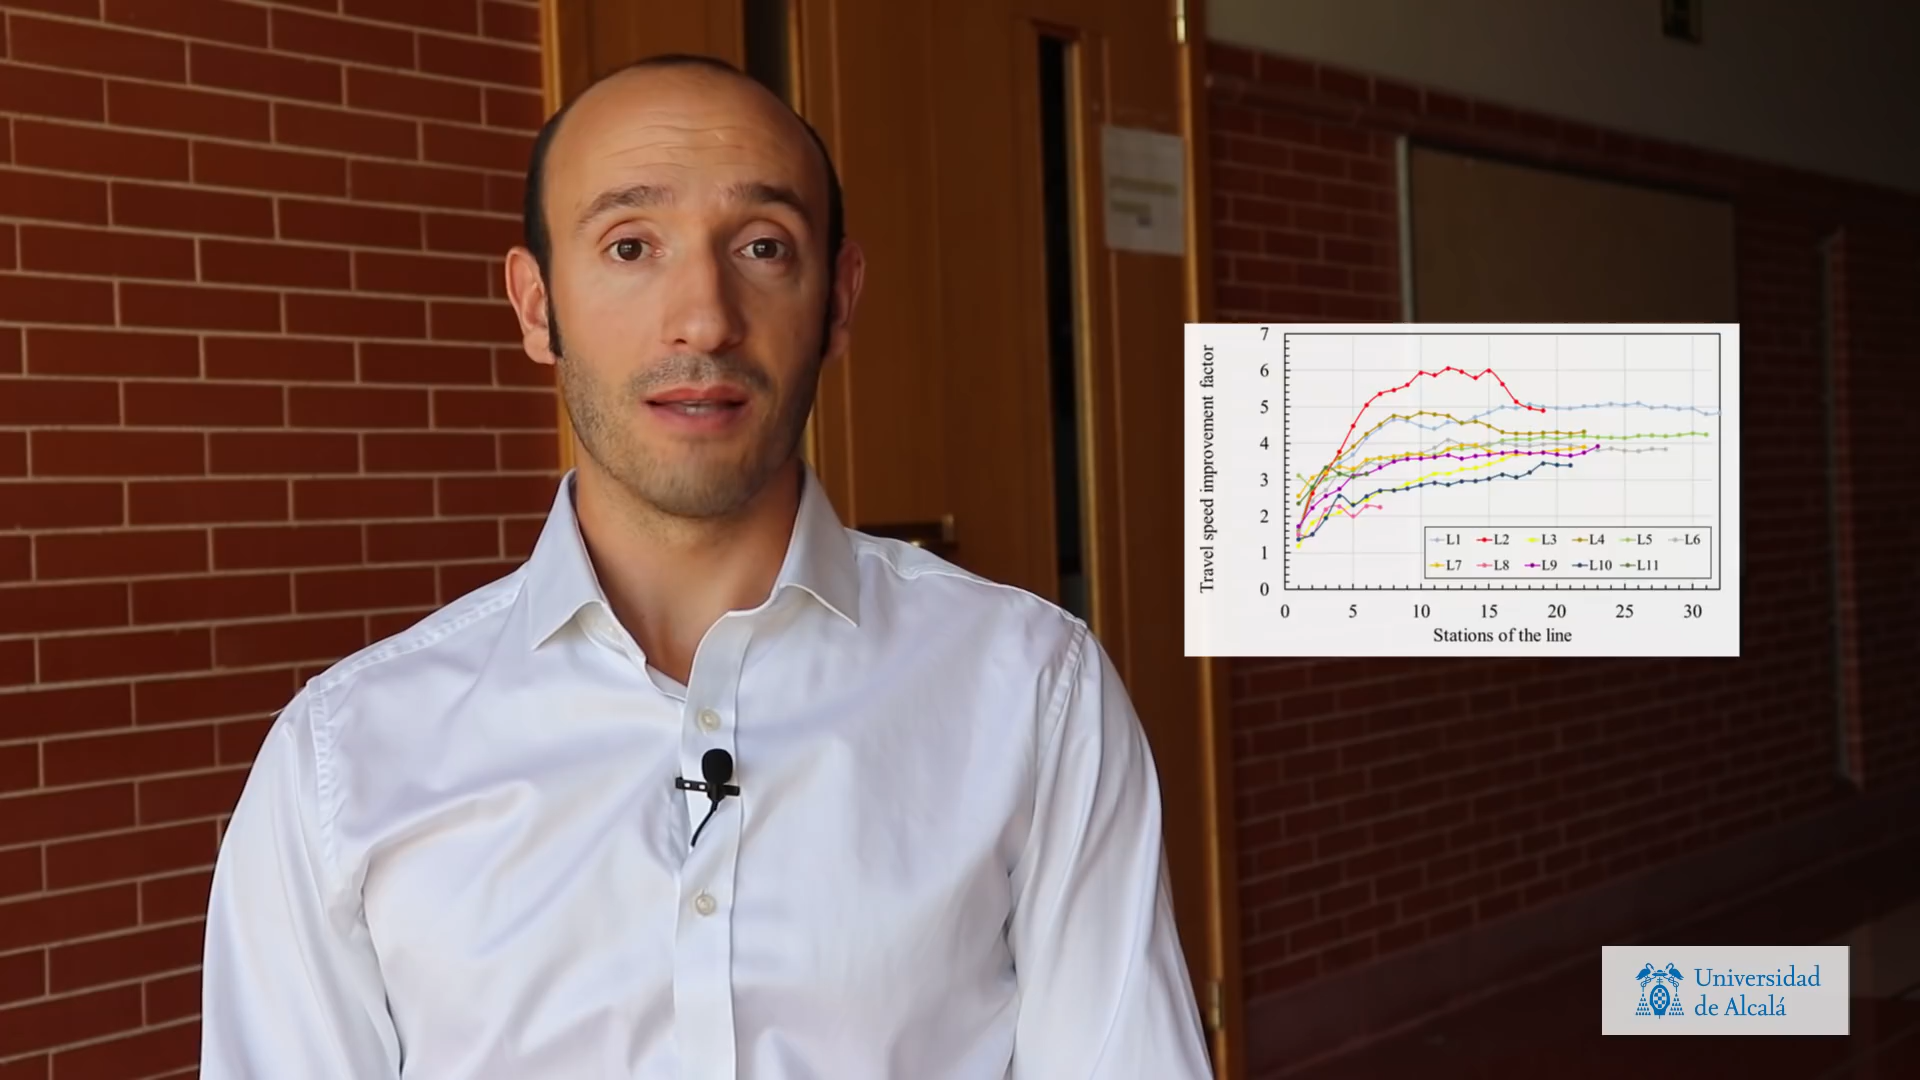 Travel speed improvement factor
7
6
5
4
3
2
1
0
L1 L2 L3 L4 L5 L6
L7 L8 L9 L10 L11
0 5 10 15 20 25 30
Stations of the line
Universidad
de Alcalá